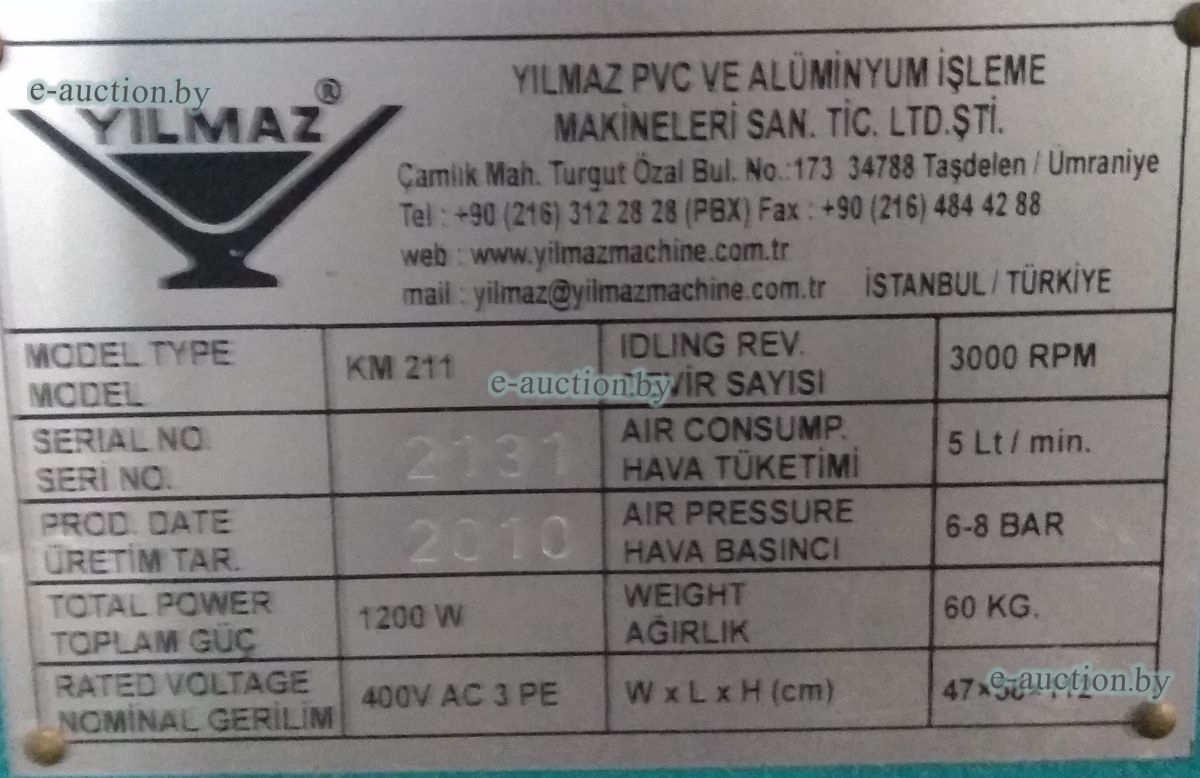 e-auction.by
YILMAZ®
YILMAZ PVC VE ALÜMİNYUM İŞLEME
MAKİNELERİ SAN. TİC. LTD.ŞTİ.
Çamlık Mah. Turgut Özal Bul. No.:173 34788 Taşdelen / Ümraniye
Tel : +90 (216) 312 28 28 (PBX) Fax : +90 (216) 484 42 88
web : www.yilmazmachine.com.tr
mail : yilmaz@yilmazmachine.com.tr İSTANBUL / TÜRKİYE
MODEL TYPE
MODEL
KM 211
IDLING REV.
DEVİR SAYISI
3000 RPM
e-auction.by
SERIAL NO.
SERİ NO.
2131
AIR CONSUMP.
HAVA TÜKETİMİ
5 Lt / min.
PROD. DATE
ÜRETİM TAR.
2010
AIR PRESSURE
HAVA BASINCI
6-8 BAR
TOTAL POWER
TOPLAM GÜÇ
1200 W
WEIGHT
AĞIRLIK
60 KG.
RATED VOLTAGE
NOMİNAL GERİLİM
400V AC 3 PE
W x L x H (cm)
e-auction.by